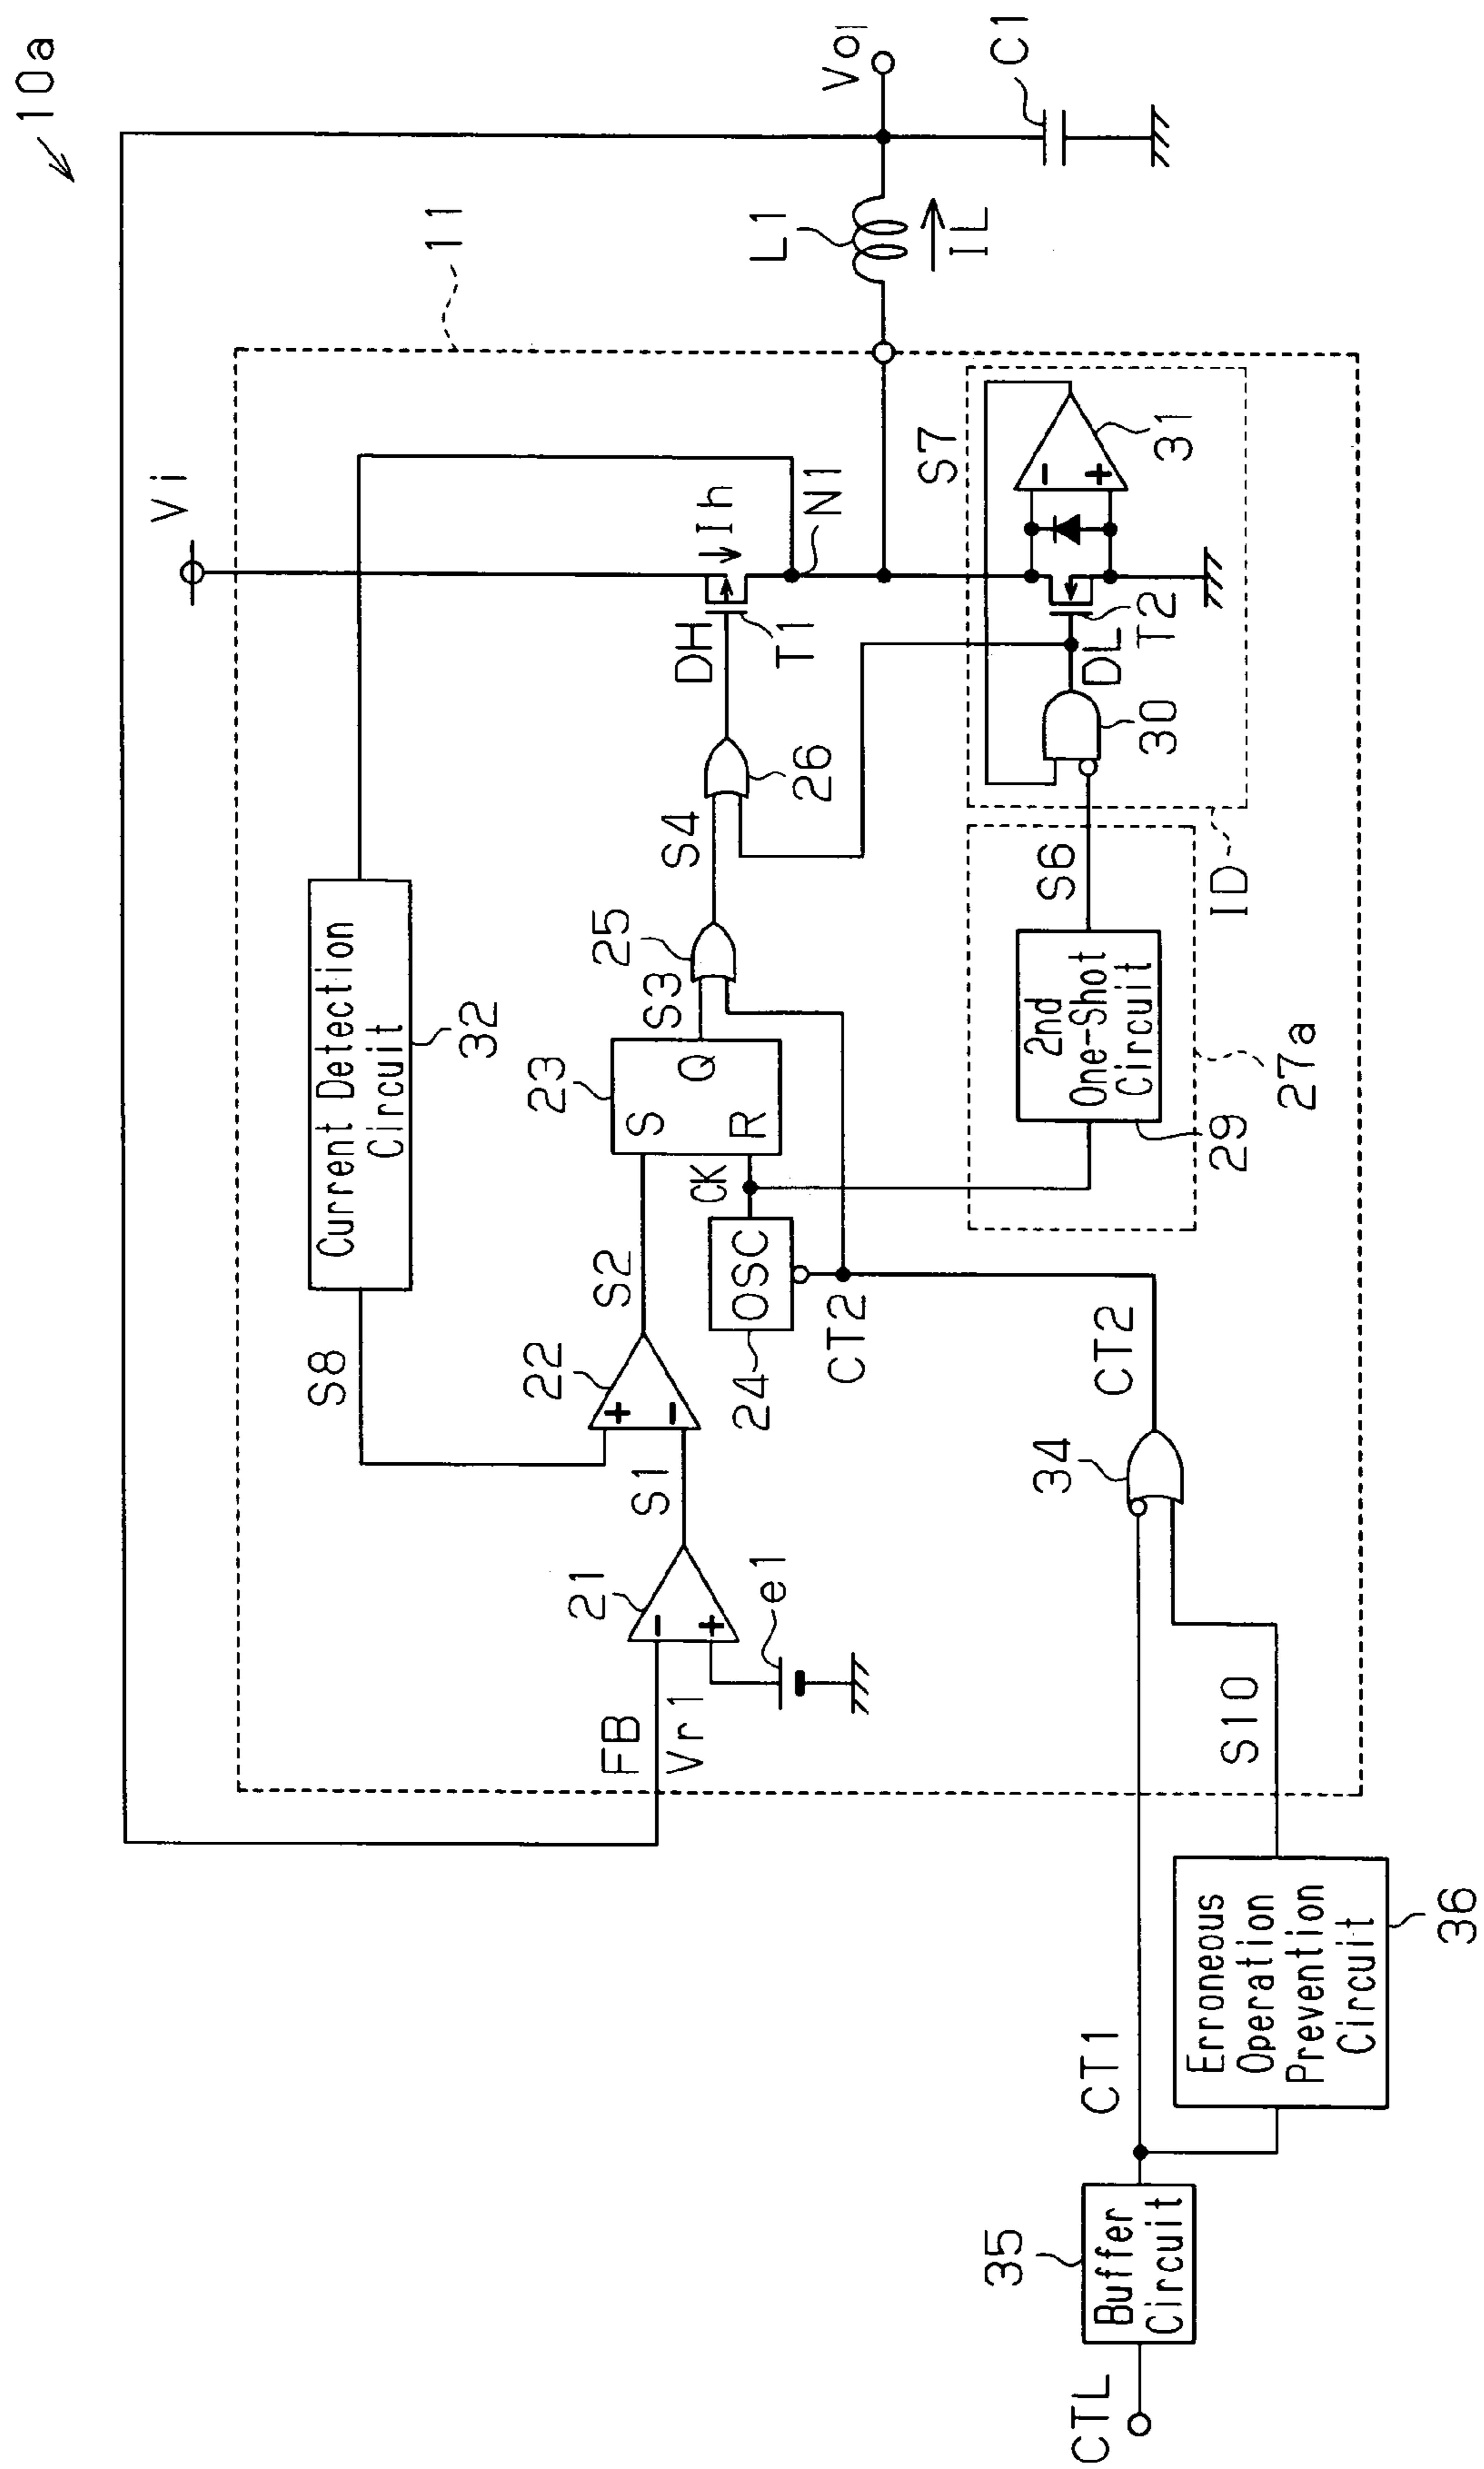 10a
11
Vi
Vo1
C1
L1
IL
Current Detection
Circuit
32
S8
Ih
N1
DH
T1
26
S4
25
S3
23
S
Q
R
CK
S2
22
+
−
OSC
24
CT2
S1
21
−
+
e1
FB
Vr1
S7
31
−
+
T2
DL
30
ID
S6
2nd
One-Shot
Circuit
29
27a
CT2
34
S10
CT1
Erroneous
Operation
Prevention
Circuit
36
35
Buffer
Circuit
CTL